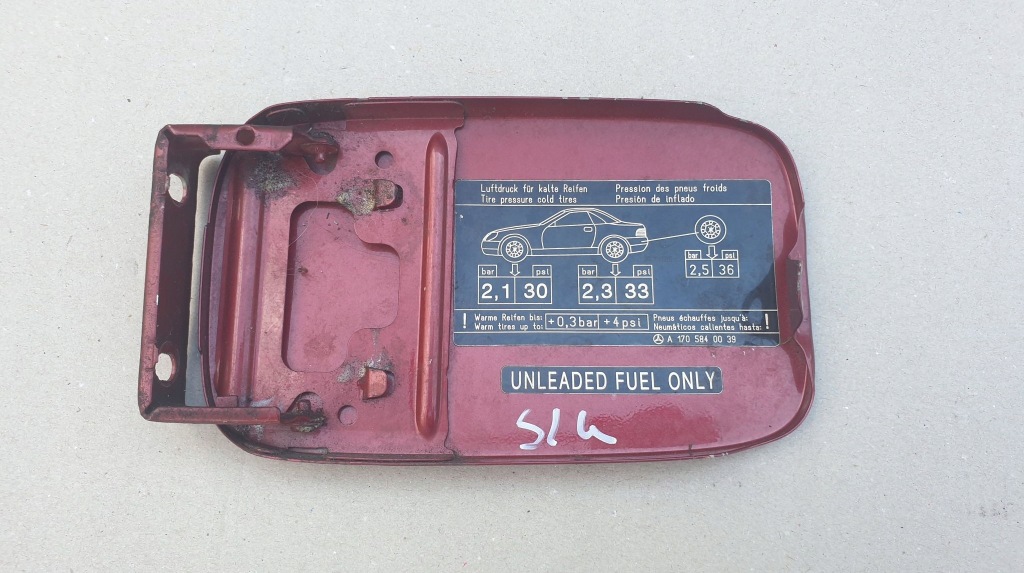 Luftdruck für kalte Reifen Pression des pneus froids
Tire pressure cold tires Presión de inflado
bar psi bar psi bar psi
2,1 30 2,3 33 2,5 36
! Warme Reifen bis: +0,3bar +4psi Pneus échauffes jusqu'à: !
Warm tires up to: Neumáticos calientes hasta:
A 170 584 00 39
UNLEADED FUEL ONLY
SLK